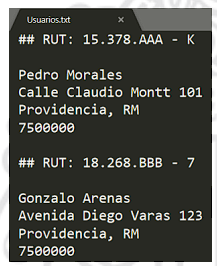 Usuarios.txt
## RUT: 15.378.AAA - K
Pedro Morales
Calle Claudio Montt 101
Providencia, RM
7500000
## RUT: 18.268.BBB - 7
Gonzalo Arenas
Avenida Diego Varas 123
Providencia, RM
7500000